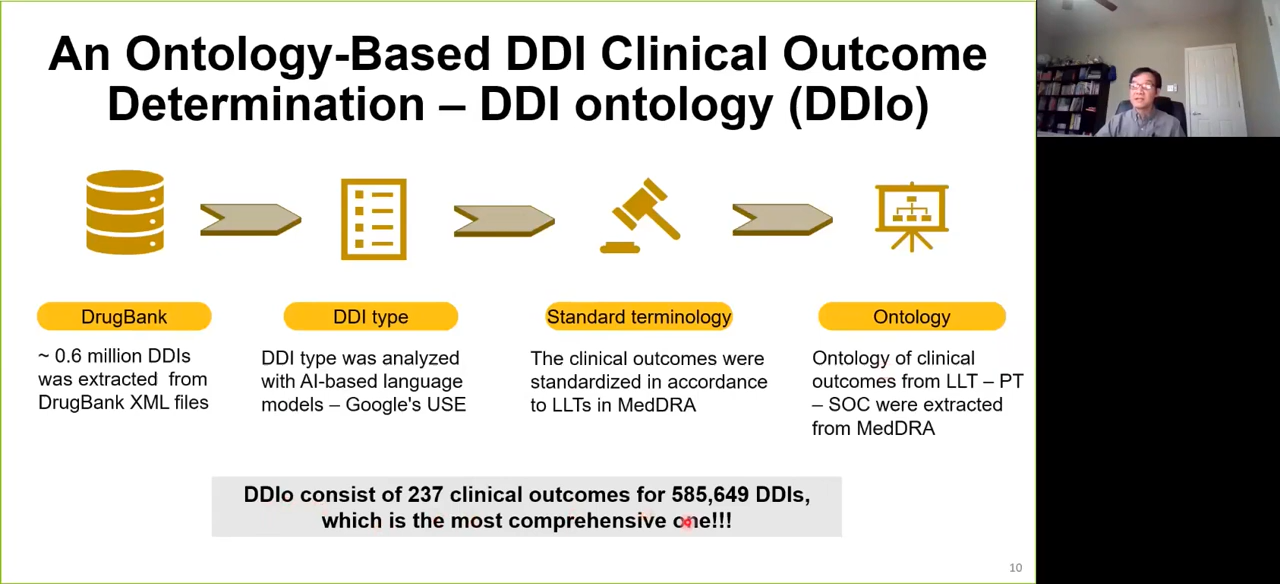 An Ontology-Based DDI Clinical Outcome
Determination – DDI ontology (DDIo)
DrugBank
~ 0.6 million DDIs
was extracted from
DrugBank XML files
DDI type
DDI type was analyzed
with AI-based language
models – Google's USE
Standard terminology
The clinical outcomes were
standardized in accordance
to LLTs in MedDRA
Ontology
Ontology of clinical
outcomes from LLT – PT
– SOC were extracted
from MedDRA
DDIo consist of 237 clinical outcomes for 585,649 DDIs,
which is the most comprehensive one!!!
10